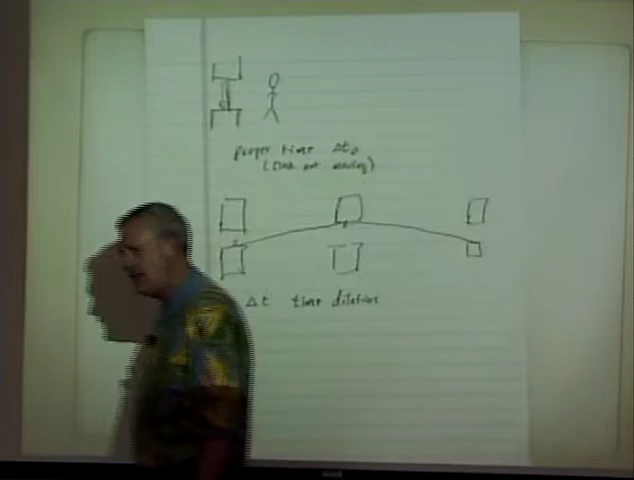 proper time Δt₀
(clock not moving)
Δt time dilation